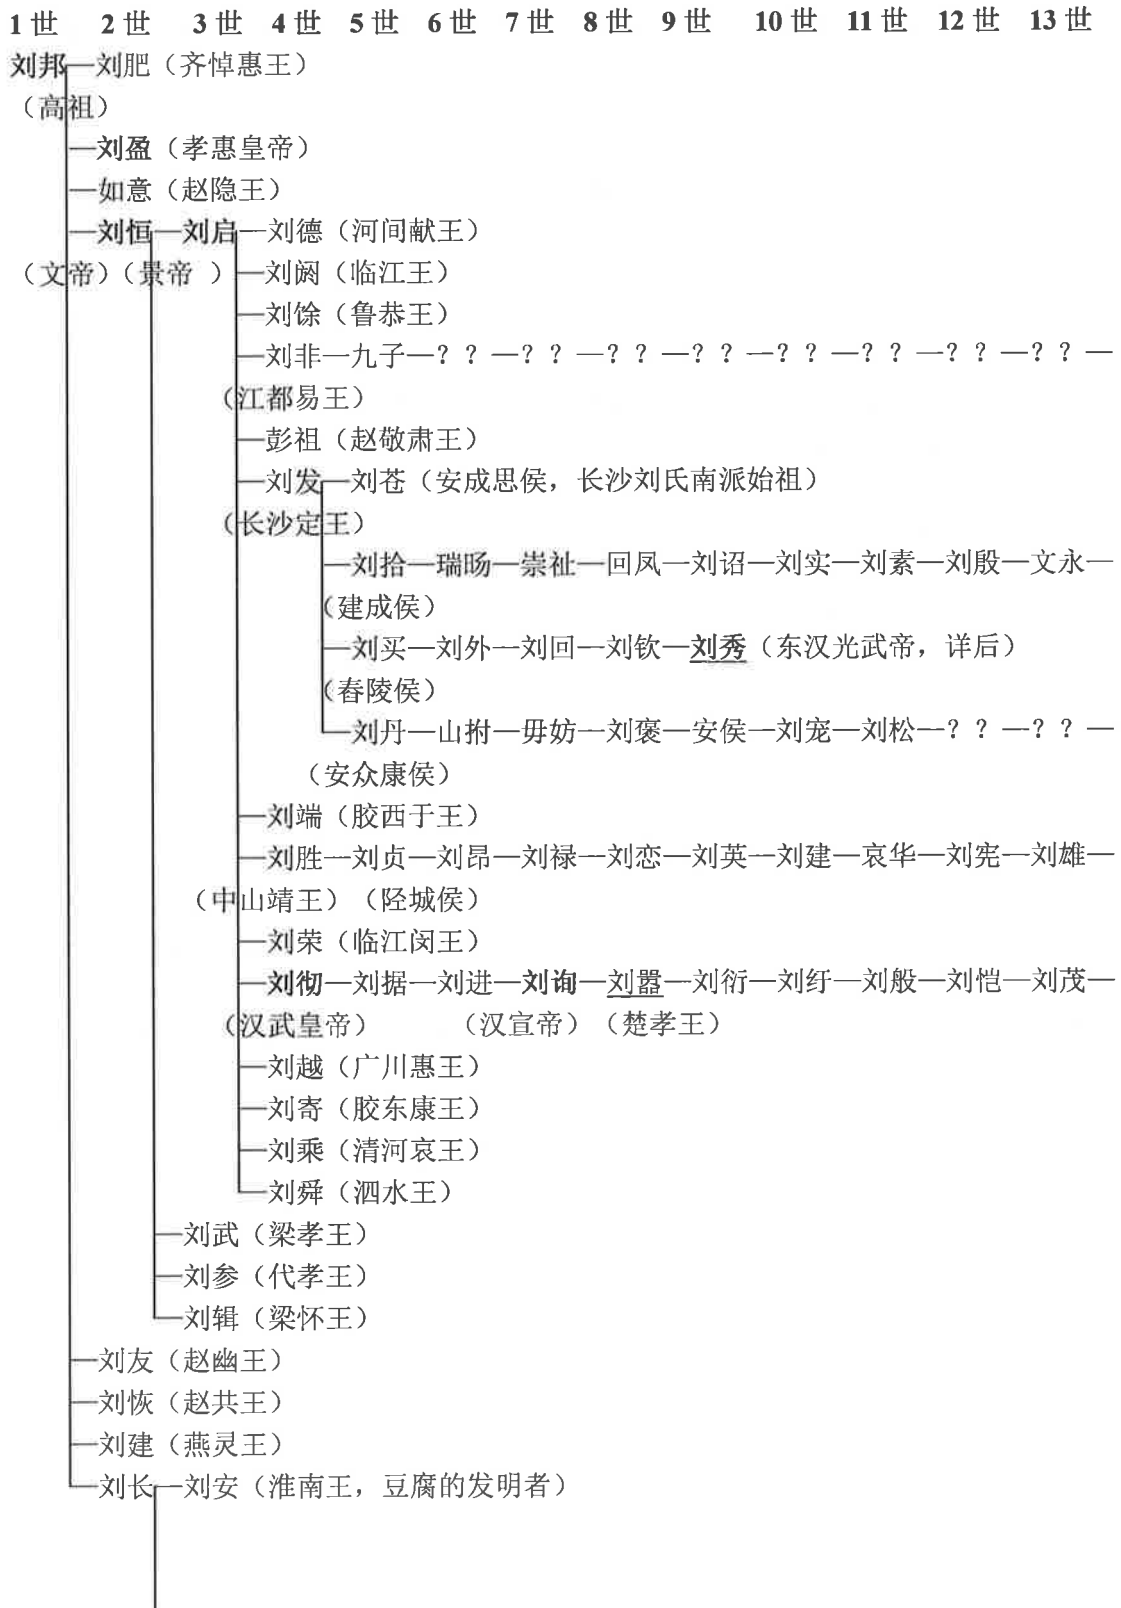 1 世 2 世 3 世 4 世 5 世 6 世 7 世 8 世 9 世 10 世 11 世 12 世 13 世
刘邦—刘肥（齐悼惠王）
（高祖）
—刘盈（孝惠皇帝）
—如意（赵隐王）
—刘恒—刘启—刘德（河间献王）
（文帝）（景帝 ）—刘阏（临江王）
—刘馀（鲁恭王）
—刘非—九子—？？—？？—？？—？？—？？—？？—？？—？？—
（江都易王）
—彭祖（赵敬肃王）
—刘发—刘苍（安成思侯，长沙刘氏南派始祖）
（长沙定王）
—刘拾—瑞旸—崇祉—回凤—刘诏—刘实—刘素—刘殷—文永—
（建成侯）
—刘买—刘外—刘回—刘钦—刘秀（东汉光武帝，详后）
（舂陵侯）
—刘丹—山拊—毋妨—刘褒—安侯—刘宠—刘松—？？—？？—
（安众康侯）
—刘端（胶西于王）
—刘胜—刘贞—刘昂—刘禄—刘恋—刘英—刘建—哀华—刘宪—刘雄—
（中山靖王）（陉城侯）
—刘荣（临江闵王）
—刘彻—刘据—刘进—刘询—刘嚣—刘衍—刘纡—刘般—刘恺—刘茂—
（汉武皇帝） （汉宣帝）（楚孝王）
—刘越（广川惠王）
—刘寄（胶东康王）
—刘乘（清河哀王）
—刘舜（泗水王）
—刘武（梁孝王）
—刘参（代孝王）
—刘辑（梁怀王）
—刘友（赵幽王）
—刘恢（赵共王）
—刘建（燕灵王）
—刘长—刘安（淮南王，豆腐的发明者）